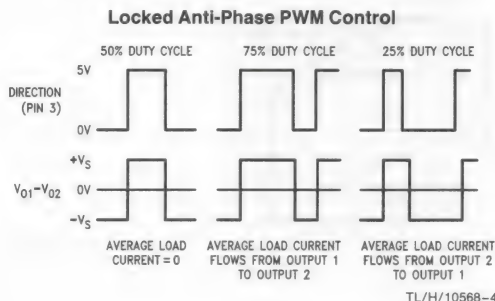 Locked Anti-Phase PWM Control
50% DUTY CYCLE 75% DUTY CYCLE 25% DUTY CYCLE
5V
DIRECTION
(PIN 3)
0V
+VS
VO1-VO2 0V
-VS
AVERAGE LOAD
CURRENT = 0
AVERAGE LOAD CURRENT
FLOWS FROM OUTPUT 1
TO OUTPUT 2
AVERAGE LOAD CURRENT
FLOWS FROM OUTPUT 2
TO OUTPUT 1
TL/H/10568-4